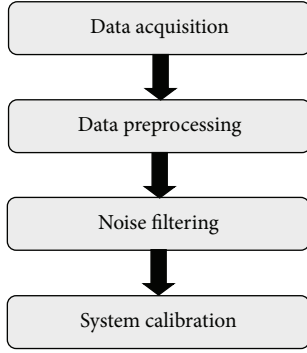 Data acquisition
Data preprocessing
Noise filtering
System calibration